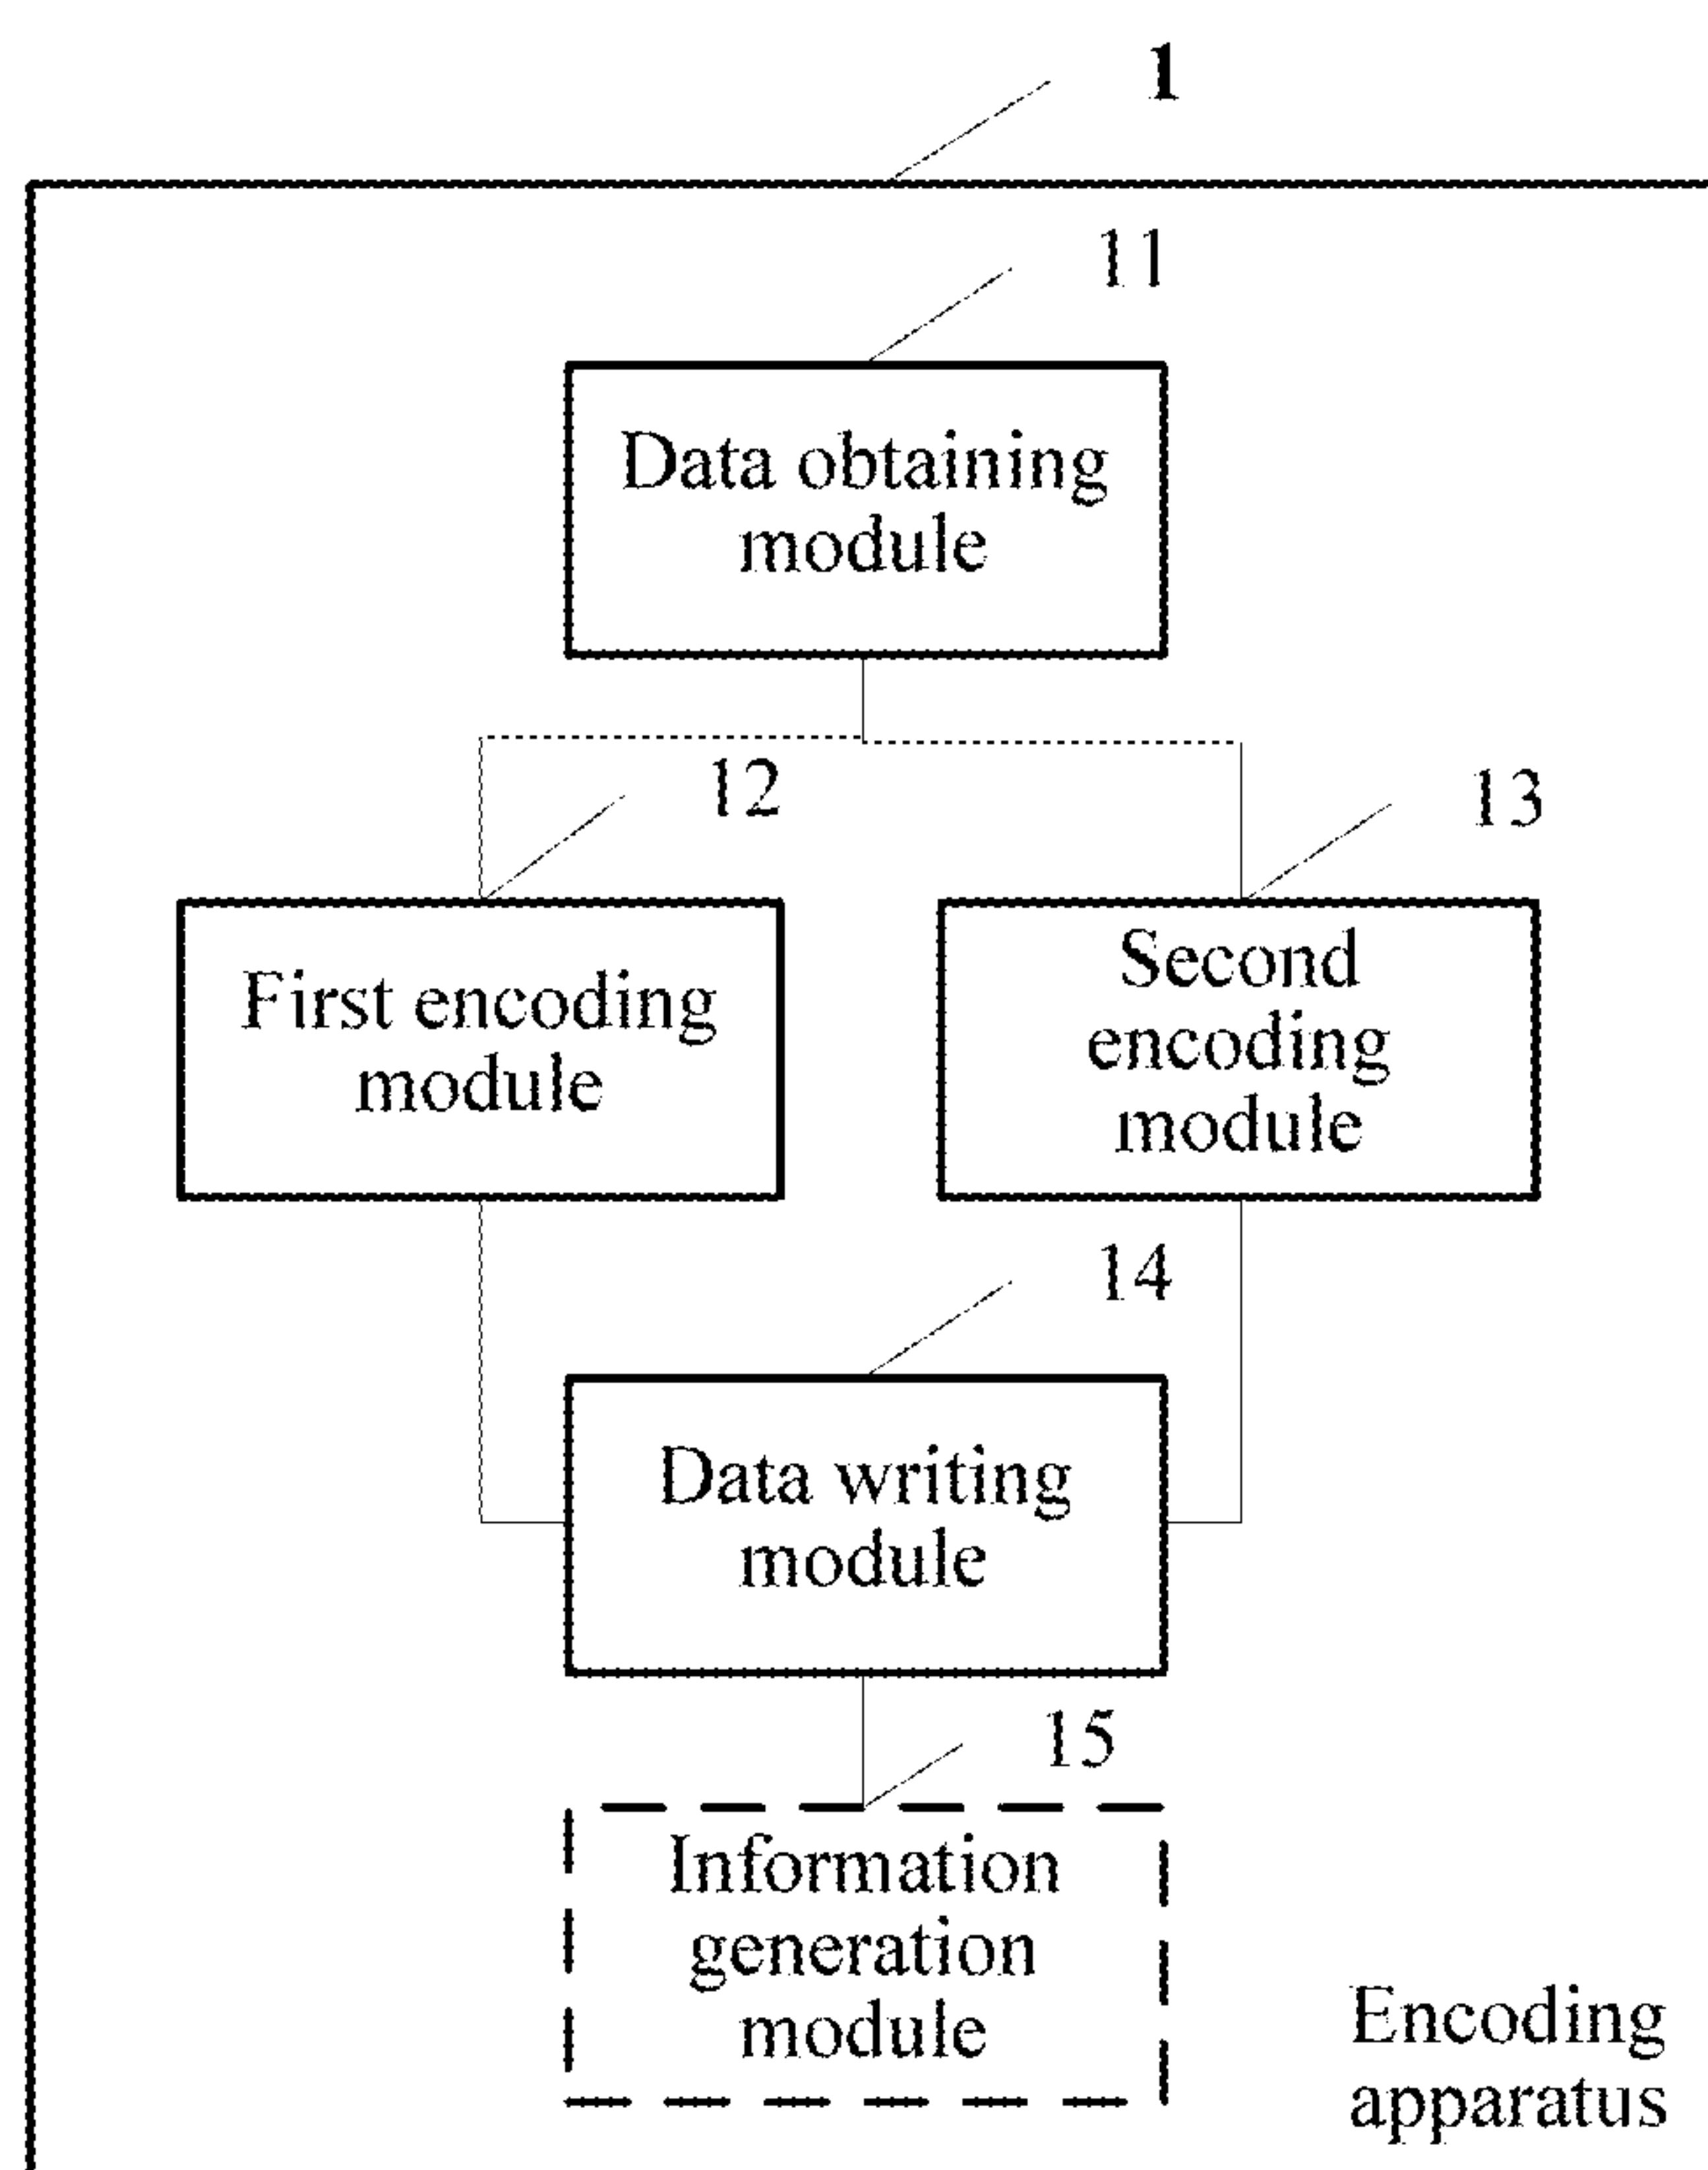 1
11
Data obtaining
module
12
13
First encoding
module
Second
encoding
module
14
Data writing
module
15
Information
generation
module
Encoding
apparatus